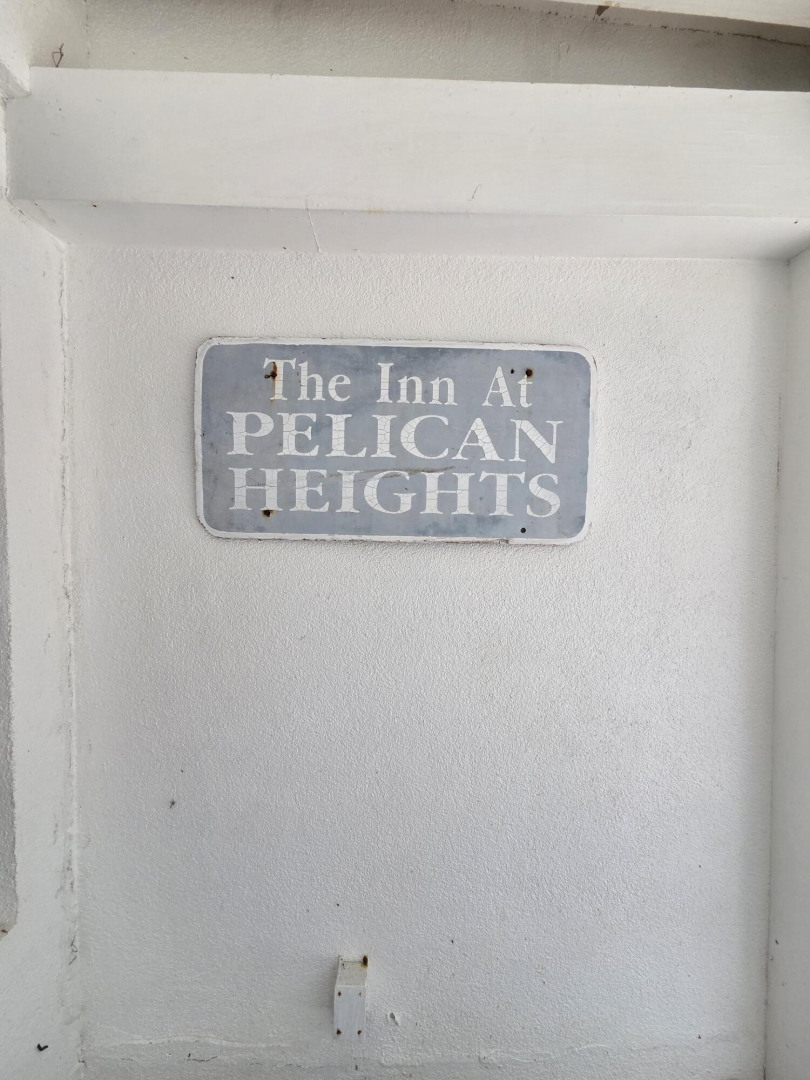 The Inn At
PELICAN
HEIGHTS